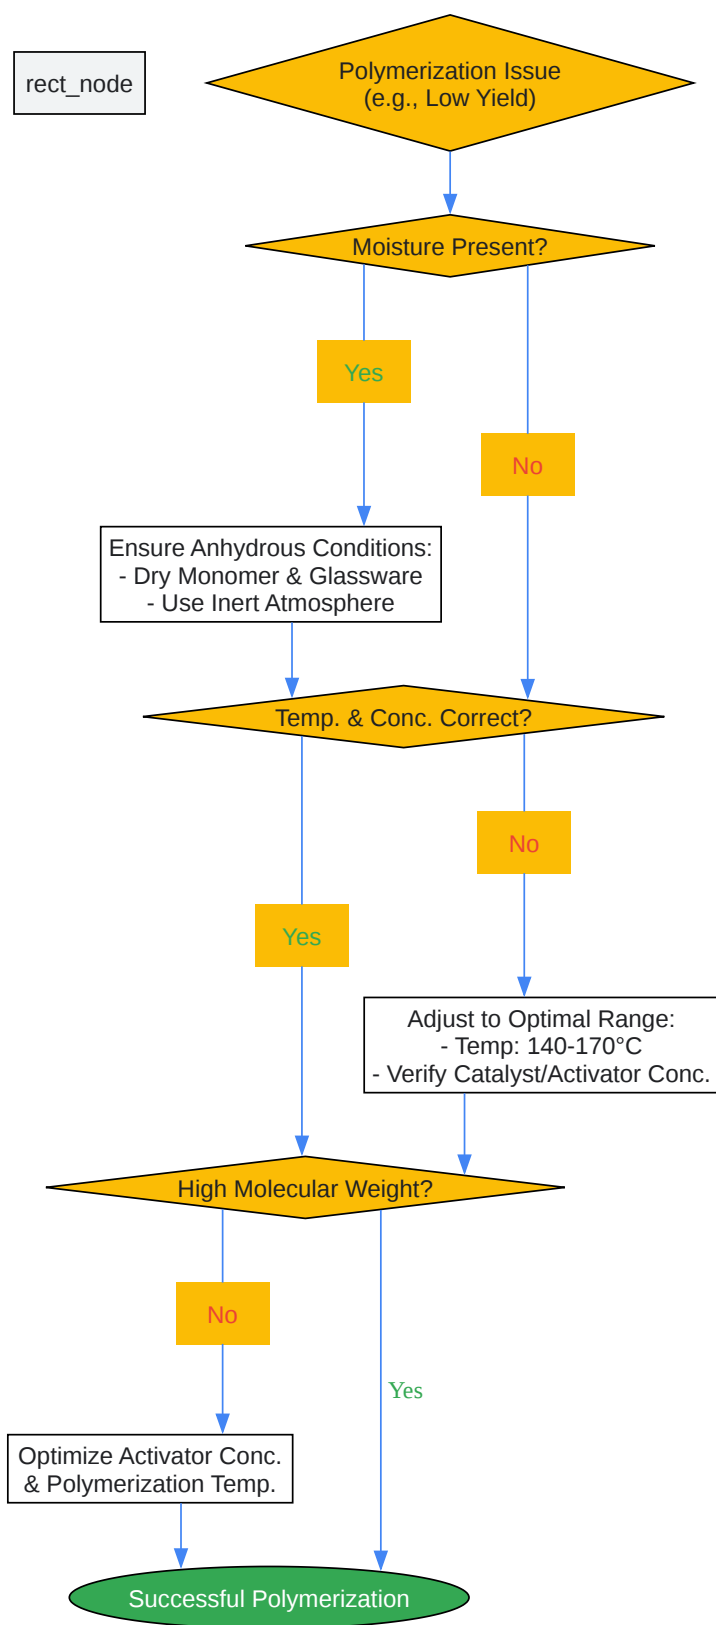 rect_node
Polymerization Issue
(e.g., Low Yield)
Moisture Present?
Yes
No
Ensure Anhydrous Conditions:
- Dry Monomer & Glassware
- Use Inert Atmosphere
Temp. & Conc. Correct?
No
Yes
Adjust to Optimal Range:
- Temp: 140-170°C
- Verify Catalyst/Activator Conc.
High Molecular Weight?
No
Yes
Optimize Activator Conc.
& Polymerization Temp.
Successful Polymerization